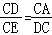 CD/CE = CA/DC